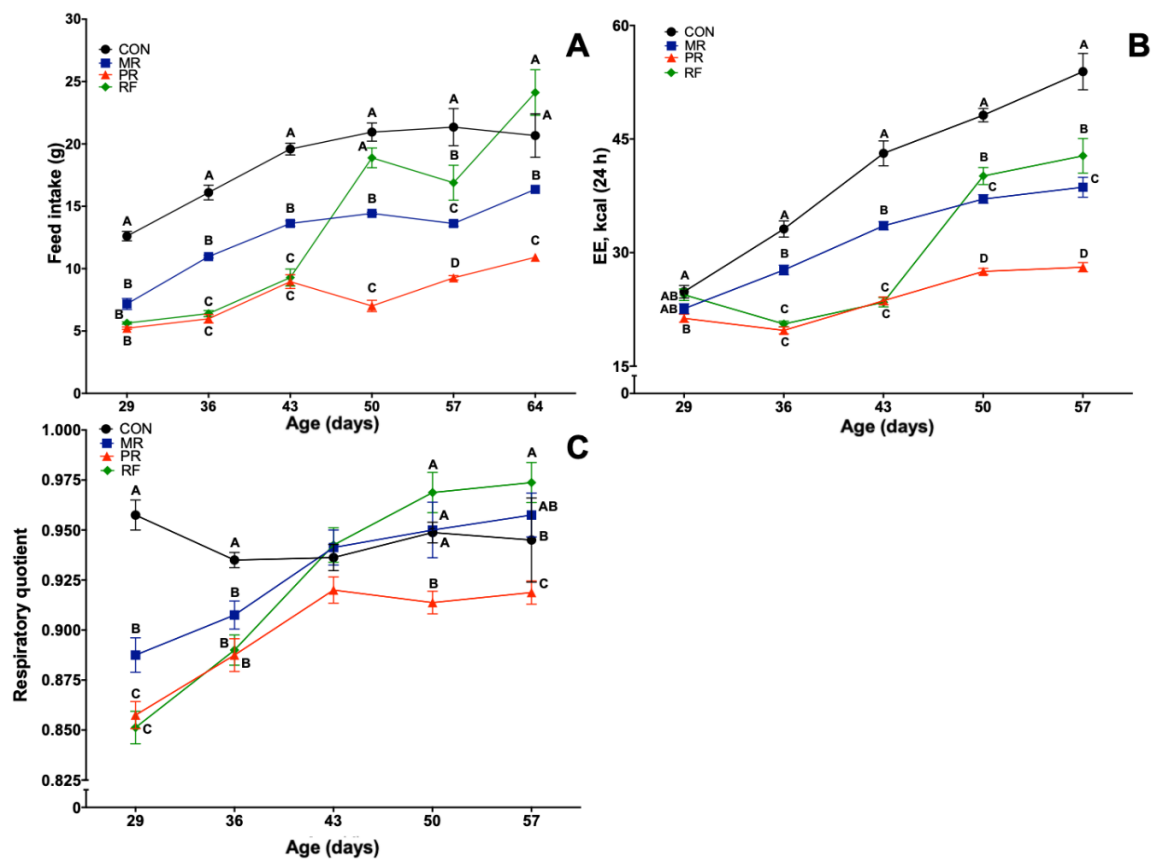 A
CON
MR
PR
RF
Feed intake (g)
30
25
20
15
10
5
0
A
A
A
A
A
A
A
A
B
B
B
B
B
C
B
B
C
C
C
C
C
D
C
B
B
29 36 43 50 57 64
Age (days)
B
CON
MR
PR
RF
EE, kcal (24 h)
60
45
30
15
0
A
A
A
A
A
B
B
B
B
C
C
AB
AB
B
C
C
C
C
D
D
29 36 43 50 57
Age (days)
C
CON
MR
PR
RF
Respiratory quotient
1.000
0.975
0.950
0.925
0.900
0.875
0.850
0.825
0
A
A
A
A
A
A
AB
B
B
B
B
B
B
C
C
C
29 36 43 50 57
Age (days)